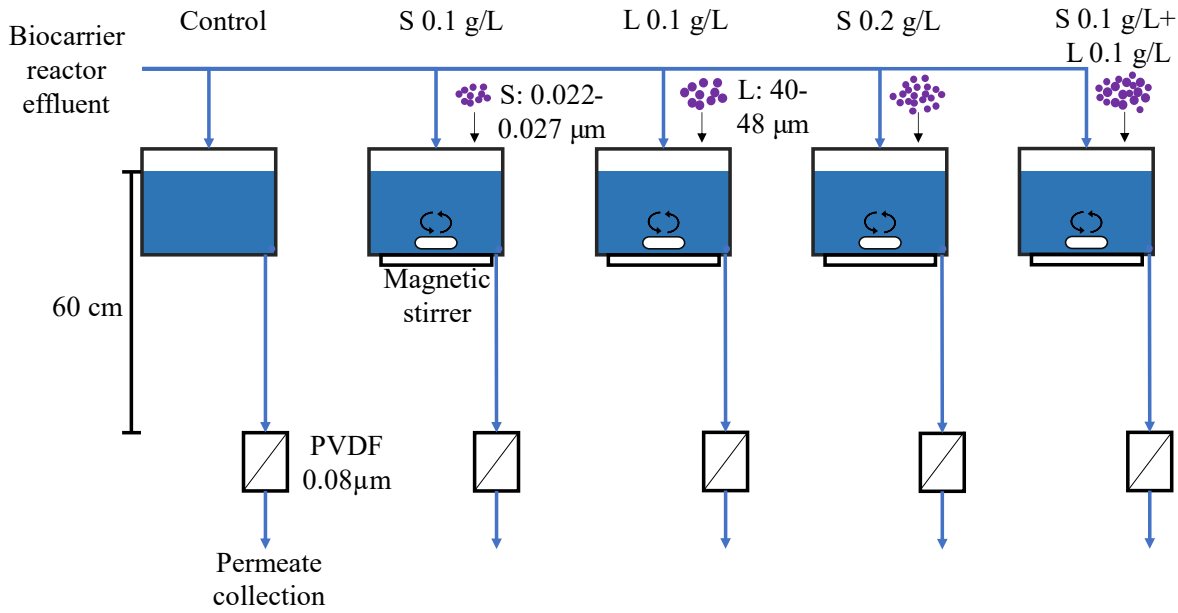 Control
S 0.1 g/L
L 0.1 g/L
S 0.2 g/L
S 0.1 g/L+
L 0.1 g/L
Biocarrier
reactor
effluent
S: 0.022-
0.027 μm
L: 40-
48 μm
Magnetic
stirrer
60 cm
PVDF
0.08μm
Permeate
collection